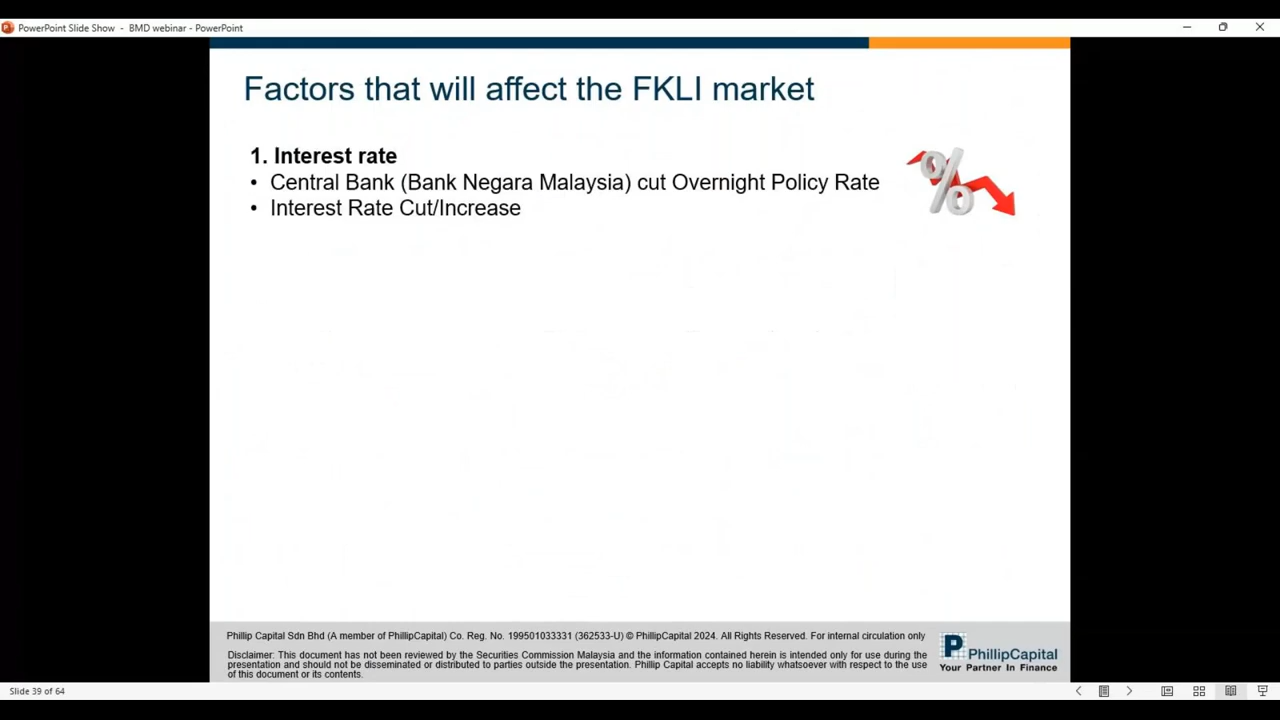 PowerPoint Slide Show - BMD webinar - PowerPoint
Factors that will affect the FKLI market
1. Interest rate
• Central Bank (Bank Negara Malaysia) cut Overnight Policy Rate
• Interest Rate Cut/Increase
%
Phillip Capital Sdn Bhd (A member of PhillipCapital) Co. Reg. No. 199501033331 (362533-U) © PhillipCapital 2024. All Rights Reserved. For internal circulation only
Disclaimer: This document has not been reviewed by the Securities Commission Malaysia and the information contained herein is intended only for use during the
presentation and should not be disseminated or distributed to parties outside the presentation. Phillip Capital accepts no liability whatsoever with respect to the use
of this document or its contents.
P PhillipCapital
Your Partner In Finance
Slide 39 of 64